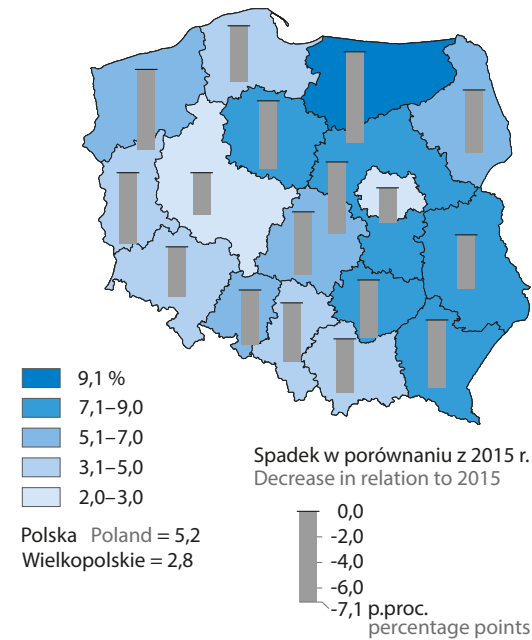 9,1 %
7,1–9,0
5,1–7,0
3,1–5,0
2,0–3,0
Polska Poland = 5,2
Wielkopolskie = 2,8
Spadek w porównaniu z 2015 r.
Decrease in relation to 2015
0,0
-2,0
-4,0
-6,0
-7,1 p.proc.
percentage points